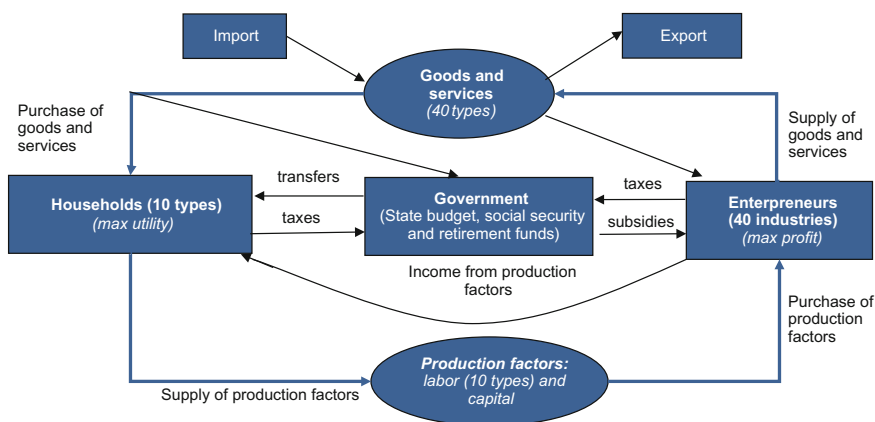 Import
Export
Goods and
services
(40 types)
Purchase of
goods and
services
Supply of
goods and
services
transfers
taxes
Households (10 types)
(max utility)
Government
(State budget, social security
and retirement funds)
taxes
subsidies
Enterpreneurs
(40 industries)
(max profit)
Income from production
factors
Purchase of
production
factors
Production factors:
labor (10 types) and
capital
Supply of production factors